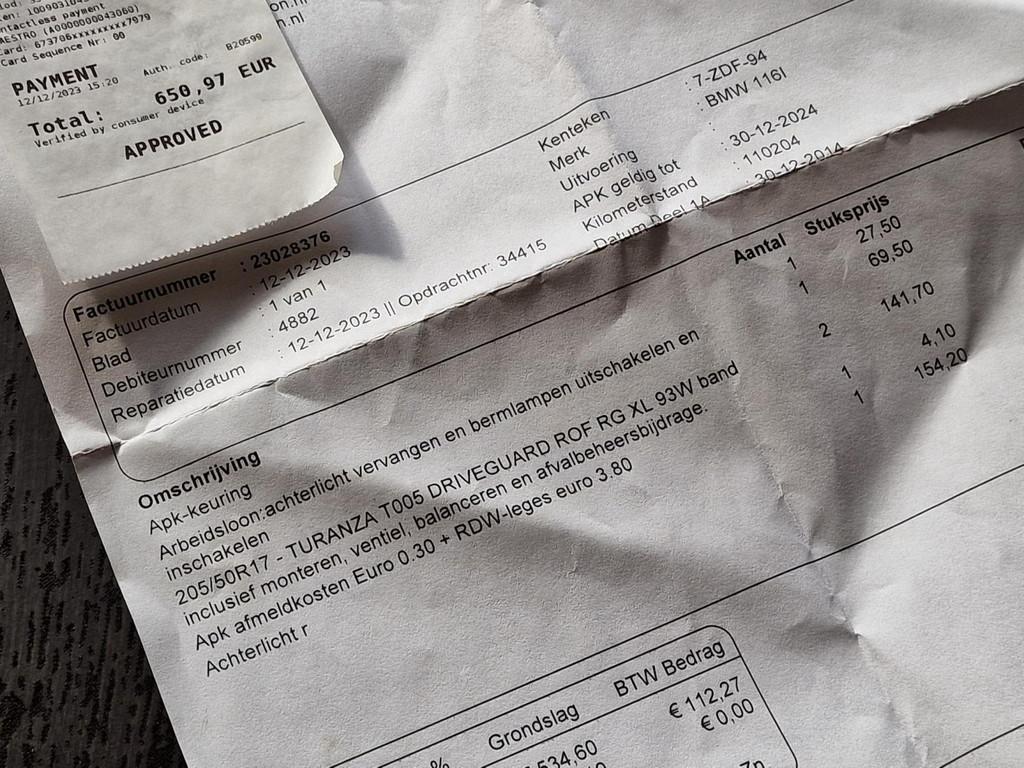 ntactless payment
AESTRO (A0000000043060)
ard: 673706xxxxxxxxx7979
Card Sequence Nr: 00
PAYMENT Auth. code: B20599
12/12/2023 15:20
Total: 650,97 EUR
Verified by consumer device
APPROVED
n.nl
Kenteken : 7-ZDF-94
Merk : BMW 116I
Uitvoering :
APK geldig tot : 30-12-2024
Kilometerstand : 110204
Datum Deel 1A : 30-12-2014
Factuurnummer : 23028376
Factuurdatum : 12-12-2023
Blad : 1 van 1
Debiteurnummer : 4882
Reparatiedatum : 12-12-2023 || Opdrachtnr: 34415
Omschrijving Aantal Stuksprijs
Apk-keuring 1 27,50
Arbeidsloon:achterlicht vervangen en bermlampen uitschakelen en 1 69,50
inschakelen
205/50R17 - TURANZA T005 DRIVEGUARD ROF RG XL 93W band 2 141,70
inclusief monteren, ventiel, balanceren en afvalbeheersbijdrage.
Apk afmeldkosten Euro 0.30 + RDW-leges euro 3.80 1 4,10
Achterlicht r 1 154,20
% Grondslag BTW Bedrag
534,60 € 112,27
€ 0,00